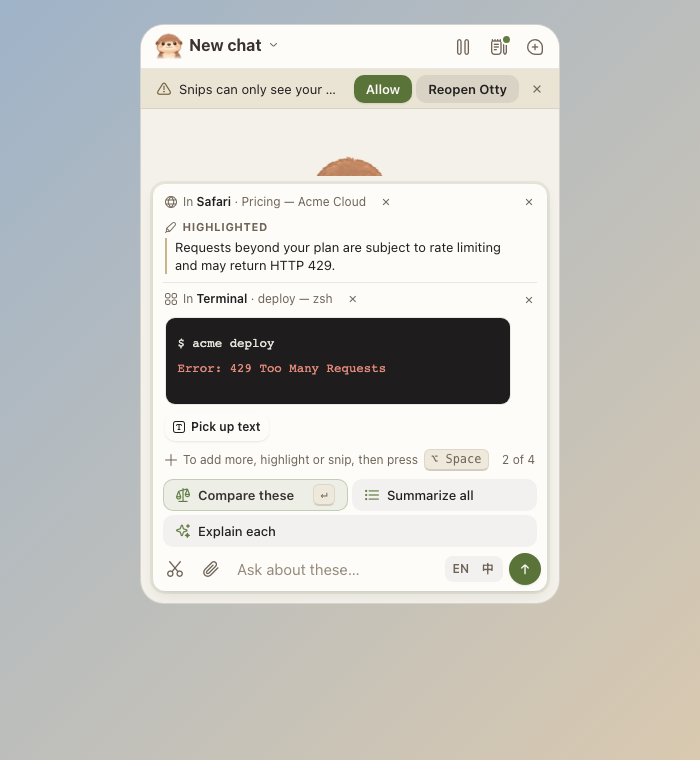 New chat
Snips can only see your ...
Allow
Reopen Otty
In Safari · Pricing — Acme Cloud
HIGHLIGHTED
Requests beyond your plan are subject to rate limiting
and may return HTTP 429.
In Terminal · deploy — zsh
$ acme deploy
Error: 429 Too Many Requests
Pick up text
To add more, highlight or snip, then press ⌥ Space 2 of 4
Compare these ↵
Summarize all
Explain each
Ask about these...
EN 中